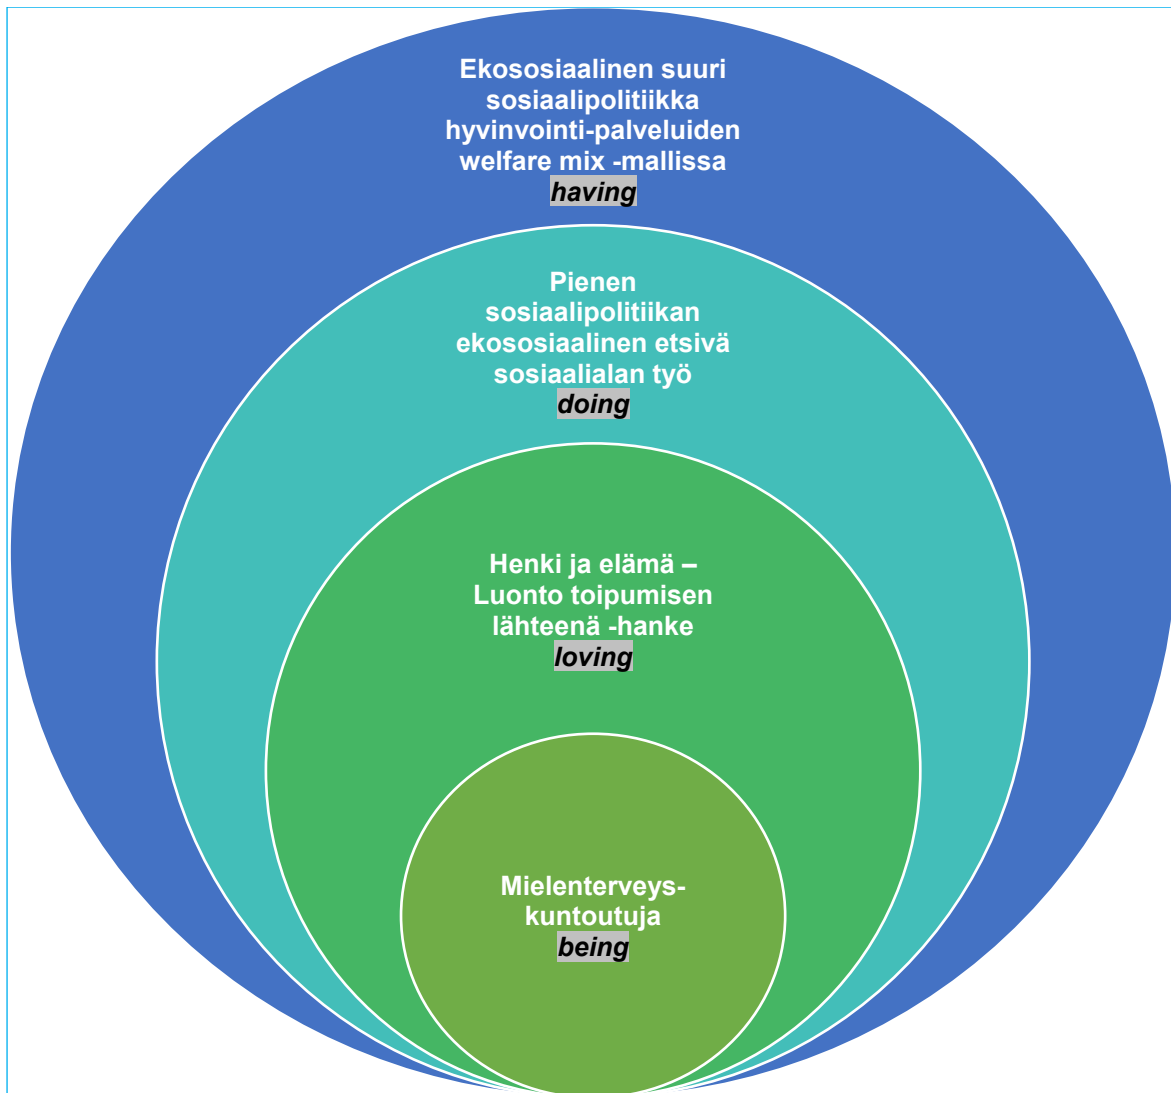 Ekososiaalinen suuri
sosiaalipolitiikka
hyvinvointi-palveluiden
welfare mix -mallissa
having
Pienen
sosiaalipolitiikan
ekososiaalinen etsivä
sosiaalialan työ
doing
Henki ja elämä –
Luonto toipumisen
lähteenä -hanke
loving
Mielenterveys-
kuntoutuja
being